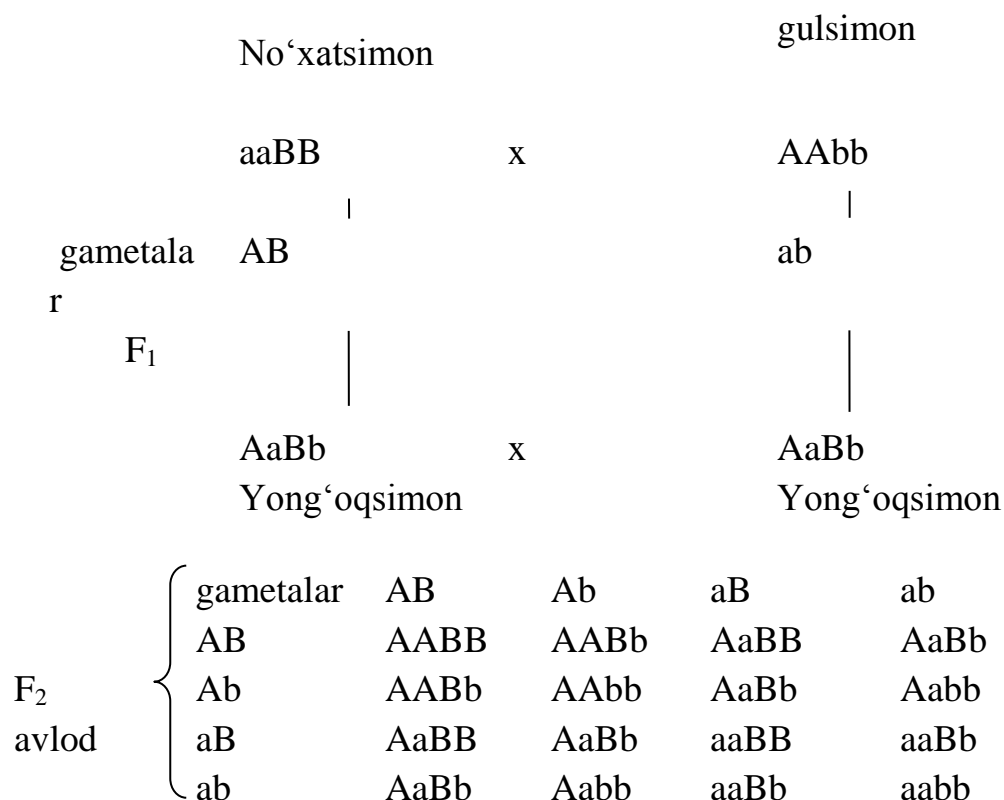 No‘xatsimon gulsimon
aaBB x AAbb
gametala AB ab
r
F₁
AaBb x AaBb
Yong‘oqsimon Yong‘oqsimon
gametalar AB Ab aB ab
AB AABB AABb AaBB AaBb
F₂ Ab AABb AAbb AaBb Aabb
avlod aB AaBB AaBb aaBB aaBb
ab AaBb Aabb aaBb aabb